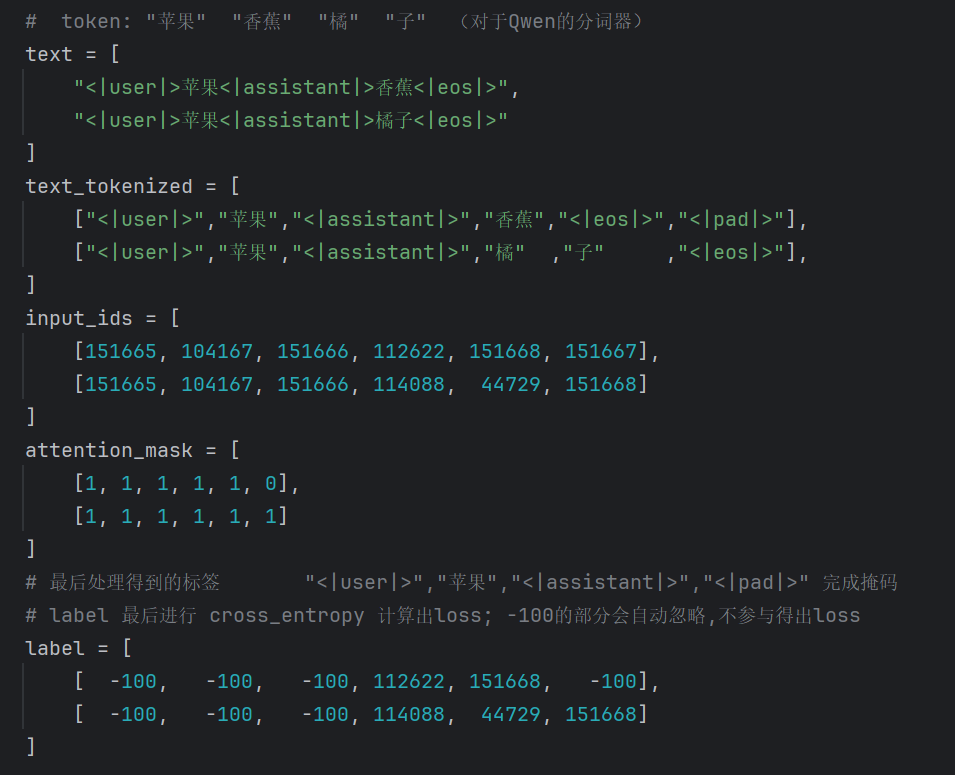 #  token: "苹果"  "香蕉"  "橘"  "子"  （对于Qwen的分词器）
text = [
    "<|user|>苹果<|assistant|>香蕉<|eos|>",
    "<|user|>苹果<|assistant|>橘子<|eos|>"
]
text_tokenized = [
    ["<|user|>","苹果","<|assistant|>","香蕉","<|eos|>","<|pad|>"],
    ["<|user|>","苹果","<|assistant|>","橘"  ,"子"     ,"<|eos|>"],
]
input_ids = [
    [151665, 104167, 151666, 112622, 151668, 151667],
    [151665, 104167, 151666, 114088,  44729, 151668]
]
attention_mask = [
    [1, 1, 1, 1, 1, 0],
    [1, 1, 1, 1, 1, 1]
]
# 最后处理得到的标签       "<|user|>","苹果","<|assistant|>","<|pad|>" 完成掩码
# label 最后进行 cross_entropy 计算出loss; -100的部分会自动忽略,不参与得出loss
label = [
    [  -100,   -100,   -100, 112622, 151668,   -100],
    [  -100,   -100,   -100, 114088,  44729, 151668]
]